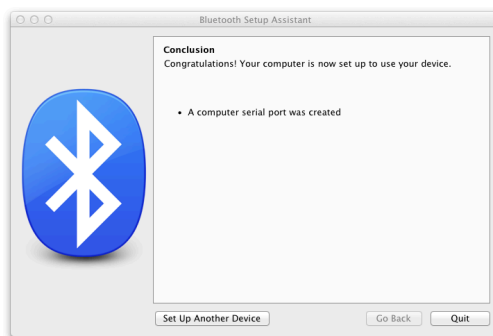 Bluetooth Setup Assistant
Conclusion
Congratulations! Your computer is now set up to use your device.
• A computer serial port was created
Set Up Another Device
Go Back
Quit